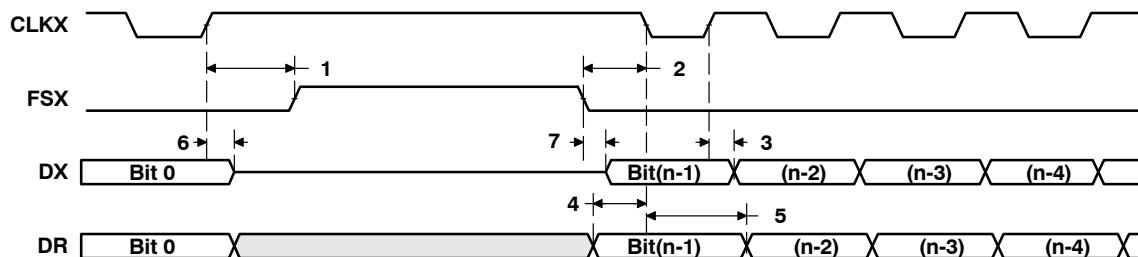 CLKX
1 2
FSX
6 7 3
DX Bit 0 Bit(n-1) (n-2) (n-3) (n-4)
4 5
DR Bit 0 Bit(n-1) (n-2) (n-3) (n-4)